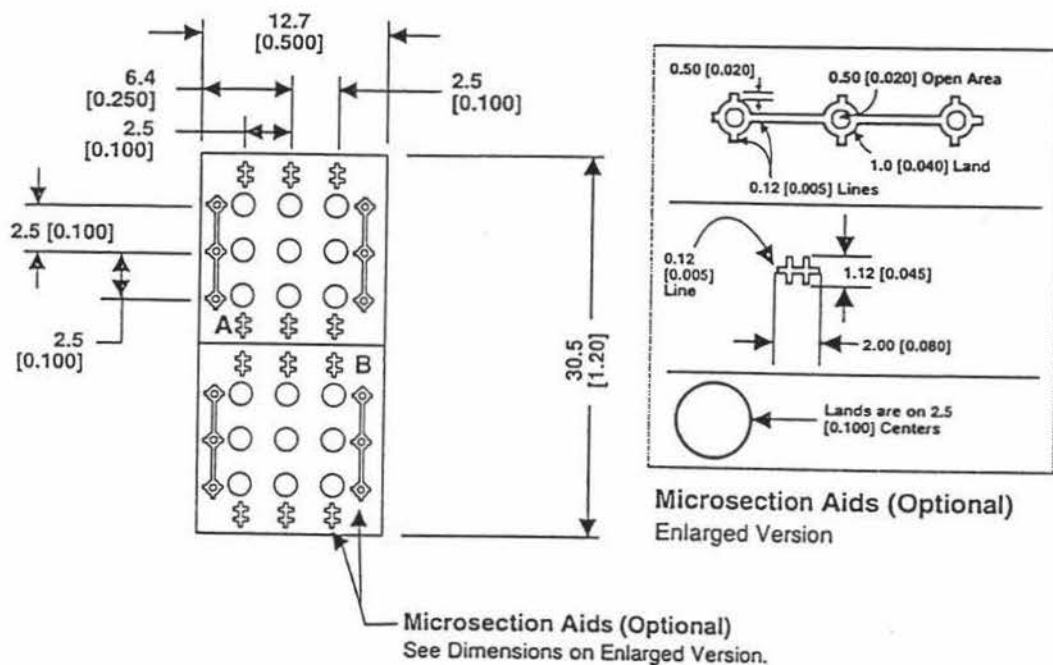 12.7
[0.500]
6.4
[0.250]
2.5
[0.100]
2.5
[0.100]
2.5 [0.100]
2.5
[0.100]
A
B
30.5
[1.20]
Microsection Aids (Optional)
See Dimensions on Enlarged Version.
0.50 [0.020]
0.50 [0.020] Open Area
1.0 [0.040] Land
0.12 [0.005] Lines
0.12
[0.005]
Line
1.12 [0.045]
2.00 [0.080]
Lands are on 2.5
[0.100] Centers
Microsection Aids (Optional)
Enlarged Version